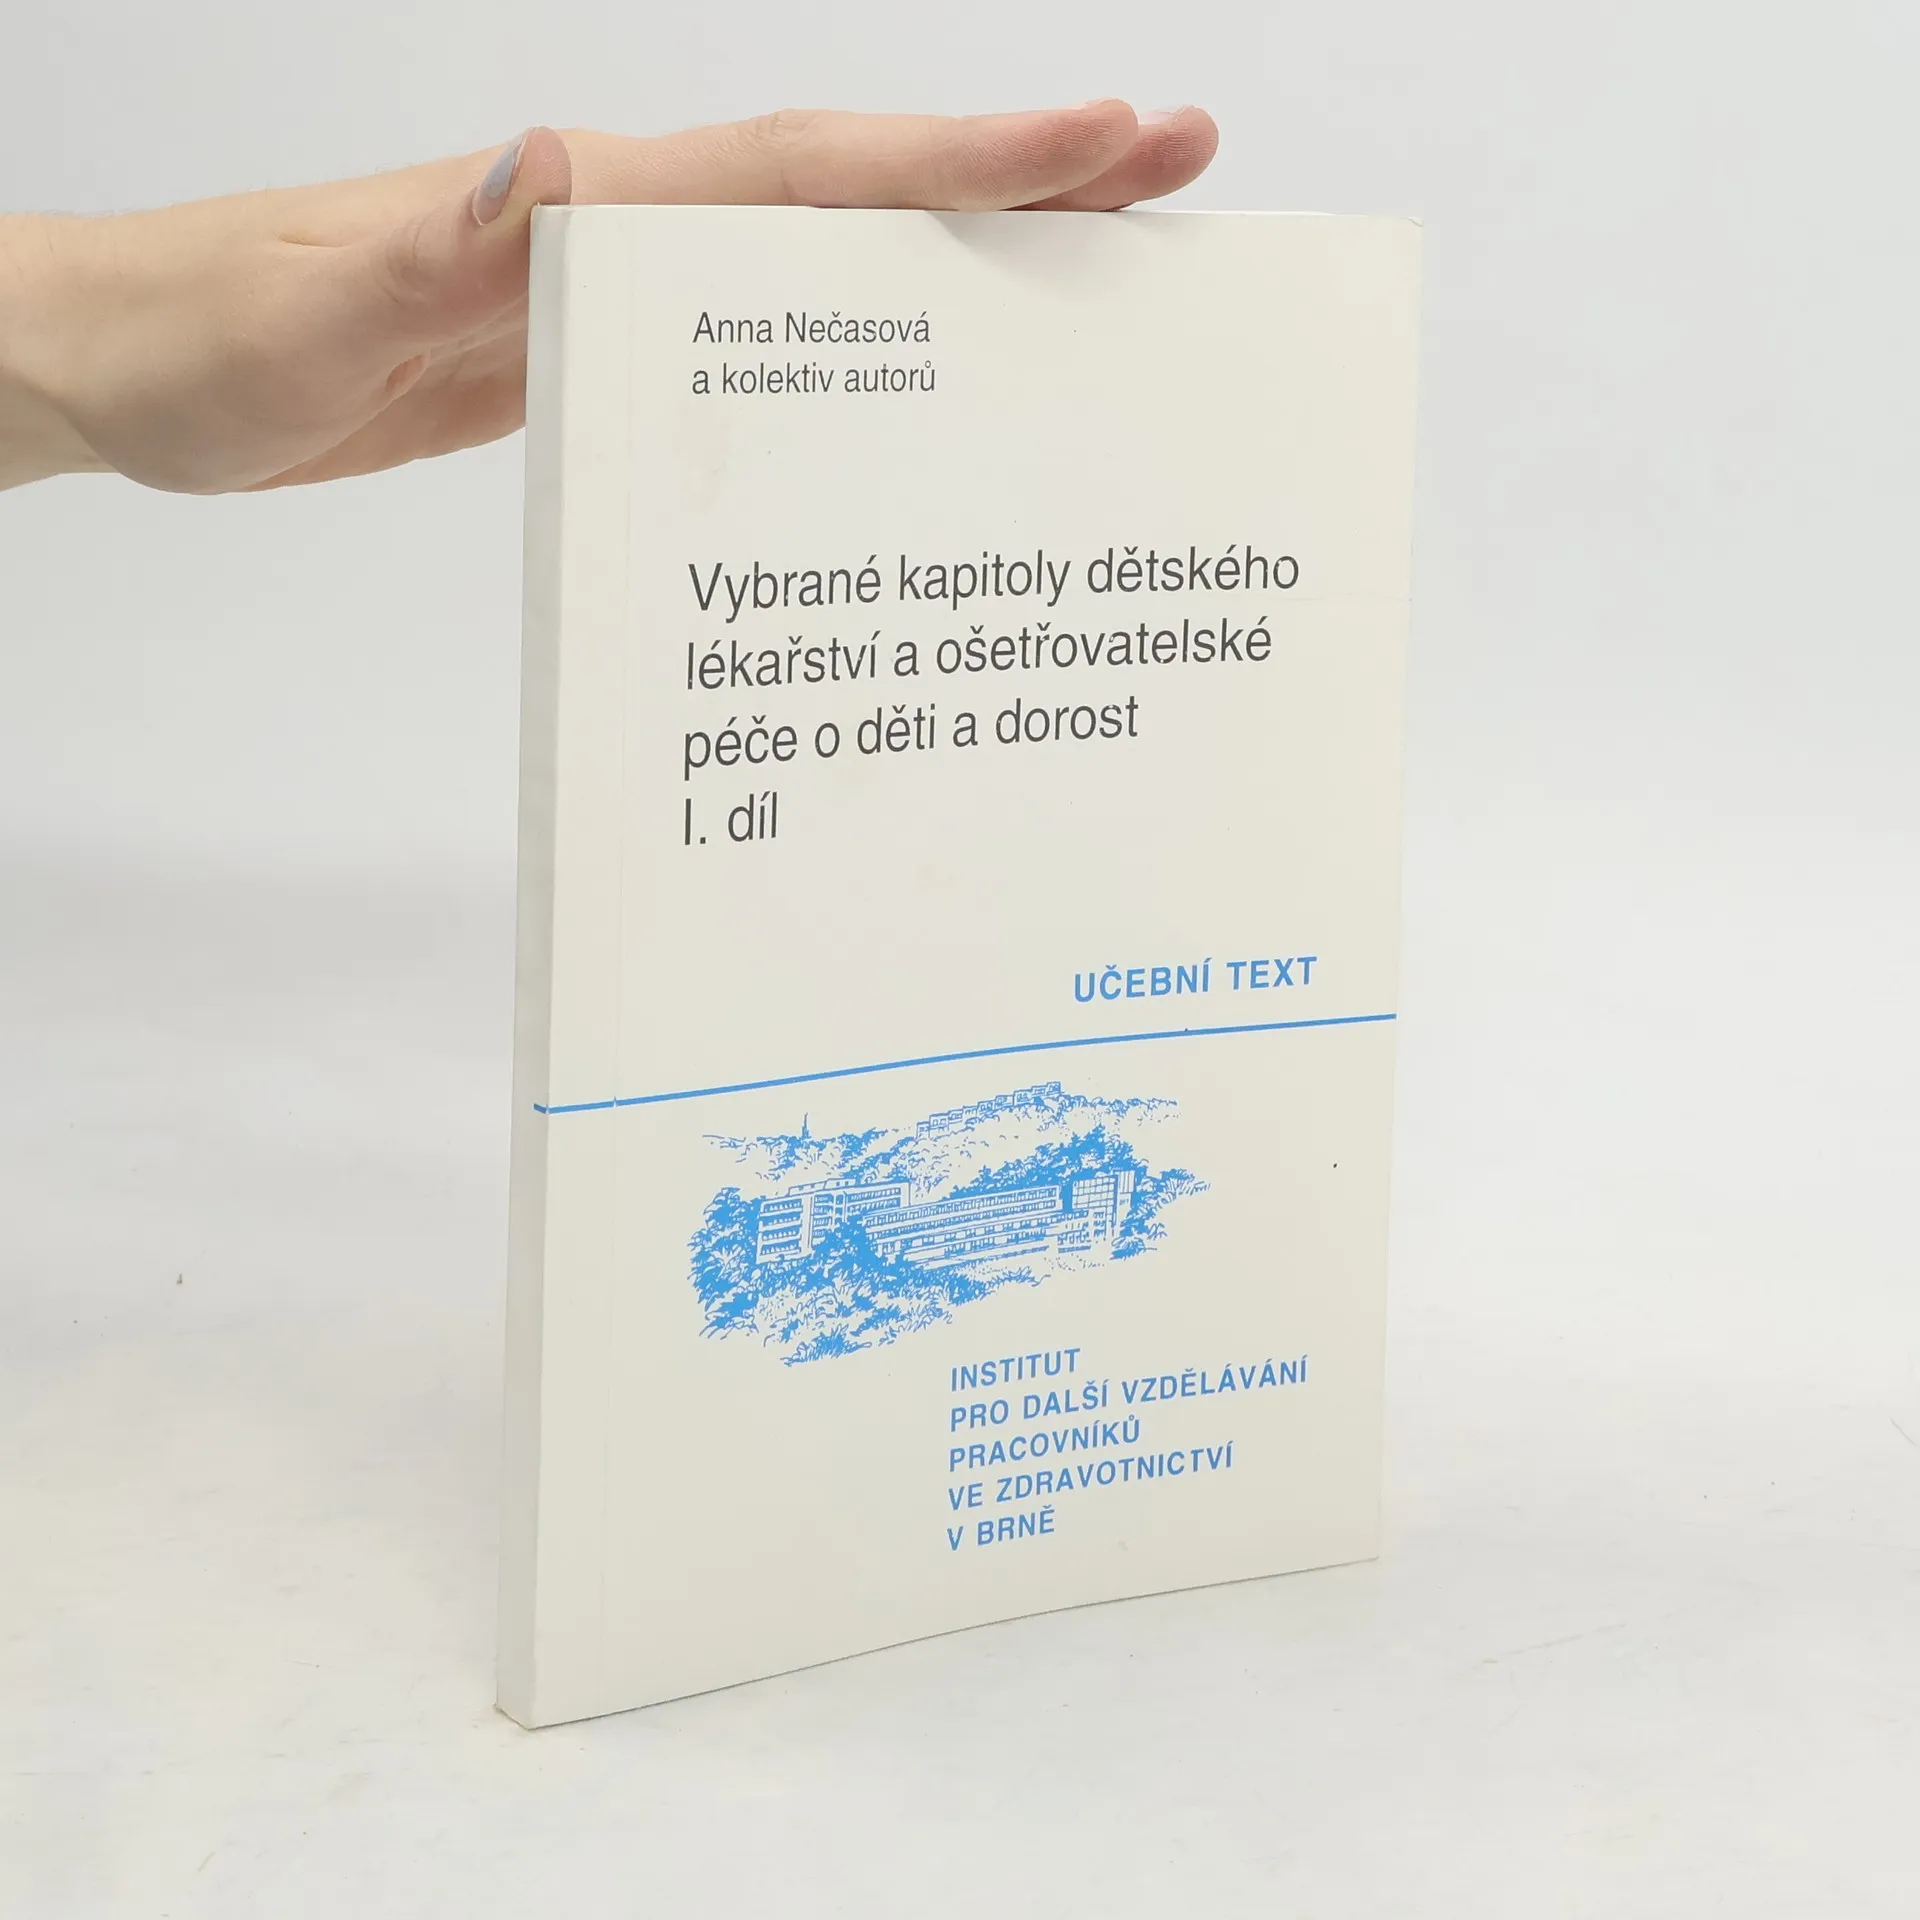 Anna Nečasová
a kolektiv autorů
Vybrané kapitoly dětského
lékařství a ošetřovatelské
péče o děti a dorost
I. díl
UČEBNÍ TEXT
INSTITUT
PRO DALŠÍ VZDĚLÁVÁNÍ
PRACOVNÍKŮ
VE ZDRAVOTNICTVÍ
V BRNĚ